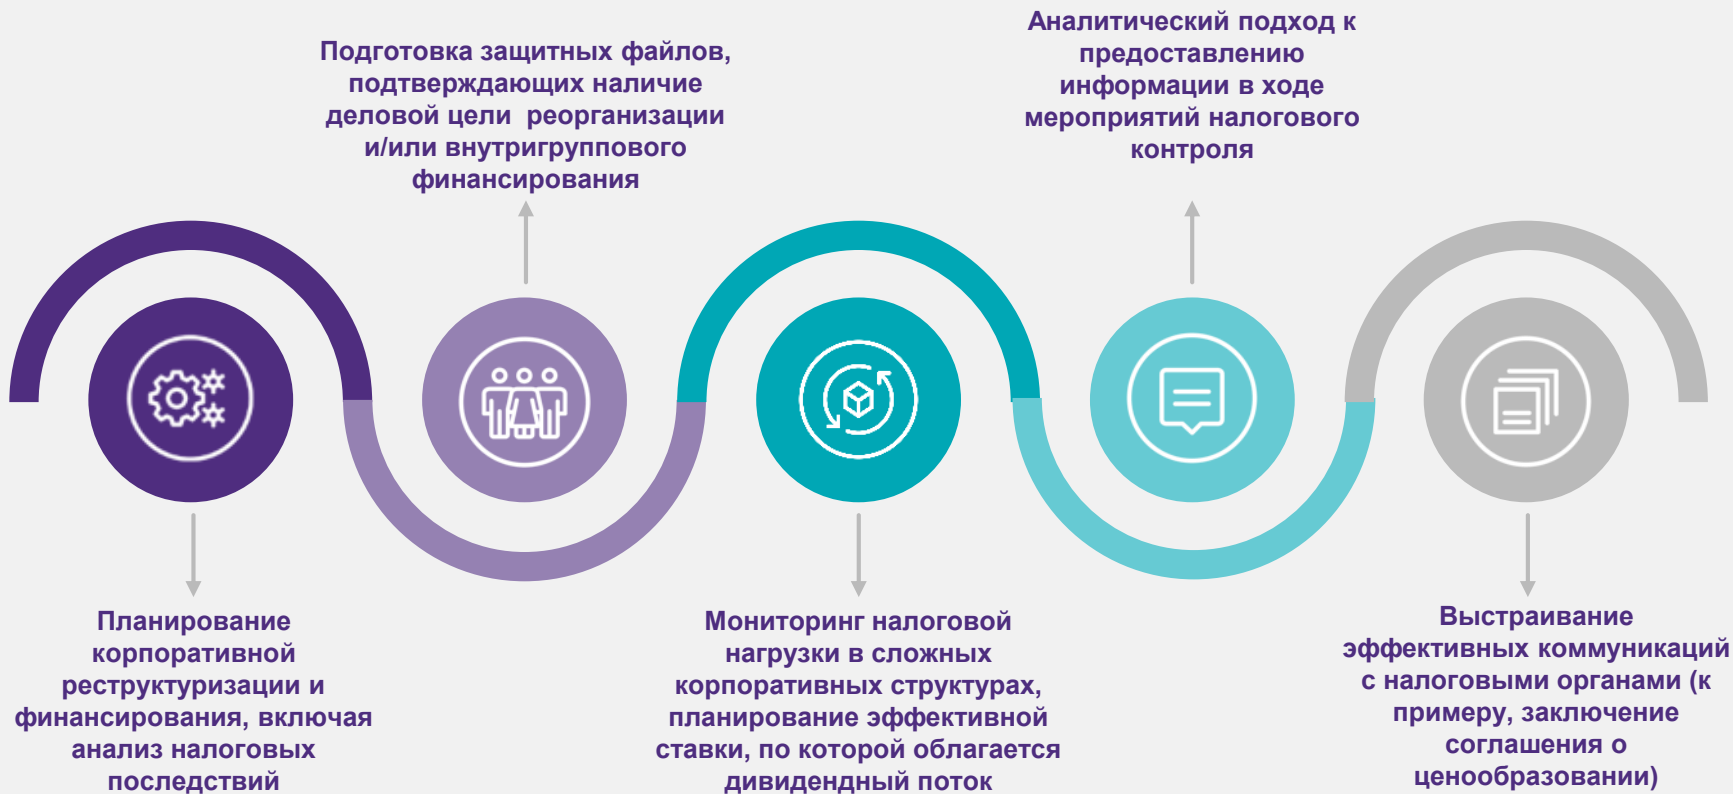 Подготовка защитных файлов,
подтверждающих наличие
деловой цели  реорганизации
и/или внутригруппового
финансирования
Аналитический подход к
предоставлению
информации в ходе
мероприятий налогового
контроля
Планирование
корпоративной
реструктуризации и
финансирования, включая
анализ налоговых
последствий
Мониторинг налоговой
нагрузки в сложных
корпоративных структурах,
планирование эффективной
ставки, по которой облагается
дивидендный поток
Выстраивание
эффективных коммуникаций
с налоговыми органами (к
примеру, заключение
соглашения о
ценообразовании)